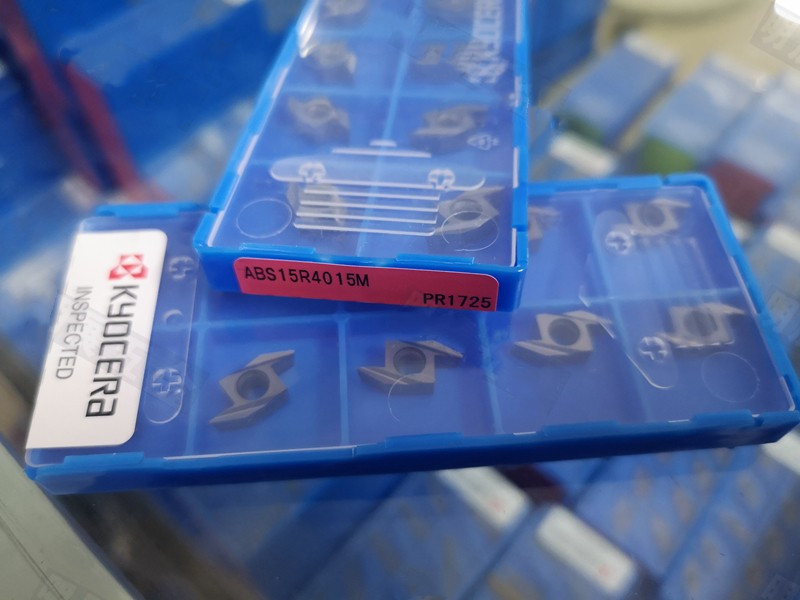 ABS15R4015M
PR1725
KYOCERA
INSPECTED